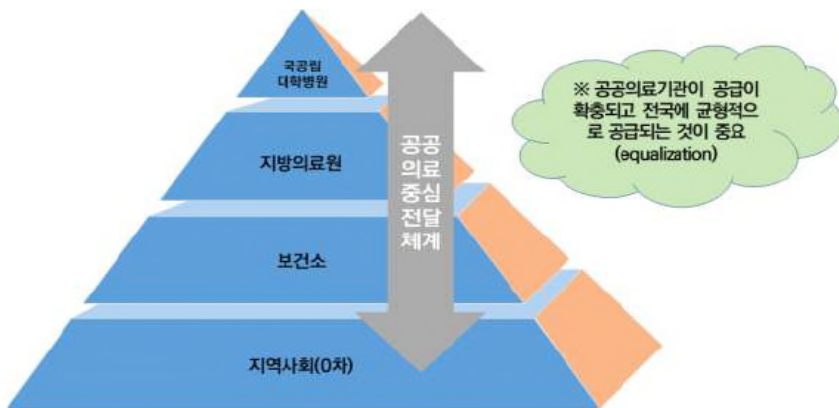 국공립
대학병원
지방의료원
보건소
지역사회(0차)
공공
의료
중심
전달
체계
※ 공공의료기관이 공급이
확충되고 전국에 균형적으
로 공급되는 것이 중요
(equalization)